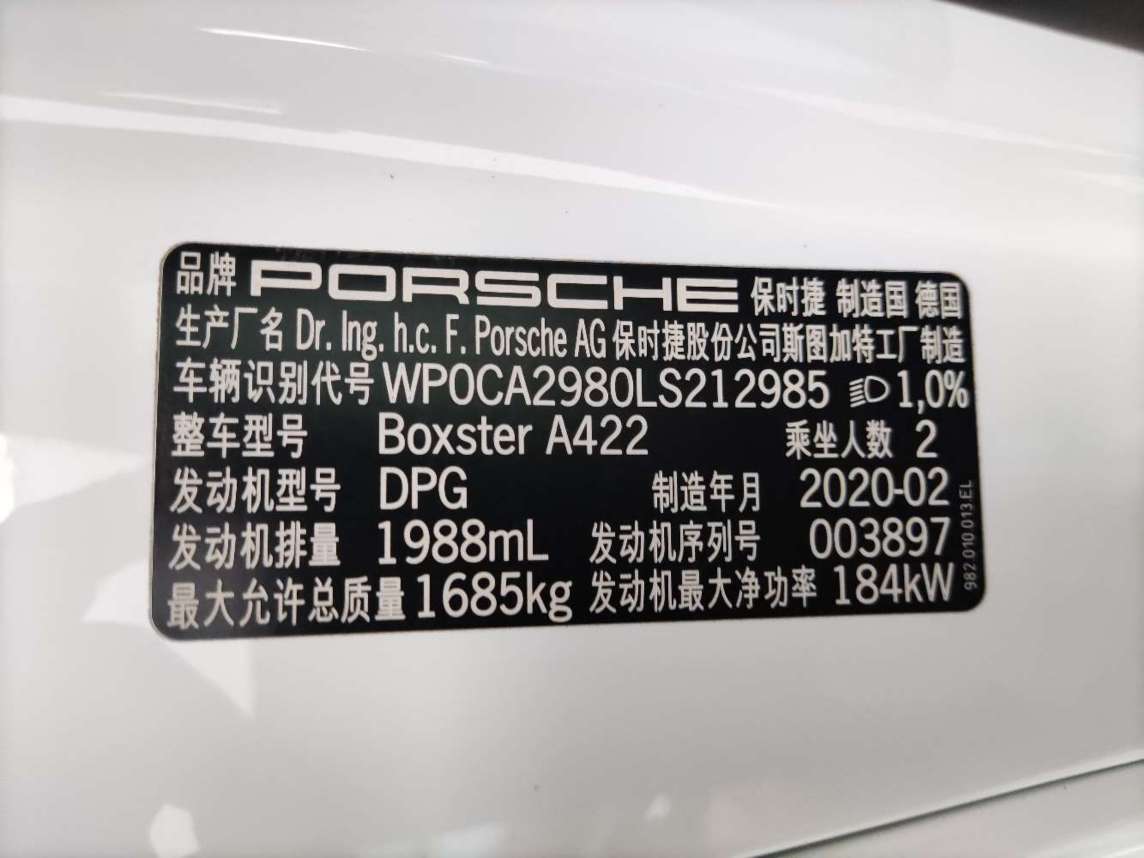 品牌 PORSCHE 保时捷 制造国 德国
生产厂名 Dr. Ing. h.c. F. Porsche AG 保时捷股份公司斯图加特工厂制造
车辆识别代号 WP0CA2980LS212985 1,0%
整车型号 Boxster A422 乘坐人数 2
发动机型号 DPG 制造年月 2020-02
发动机排量 1988mL 发动机序列号 003897
最大允许总质量 1685kg 发动机最大净功率 184kW
982.010.013.EL